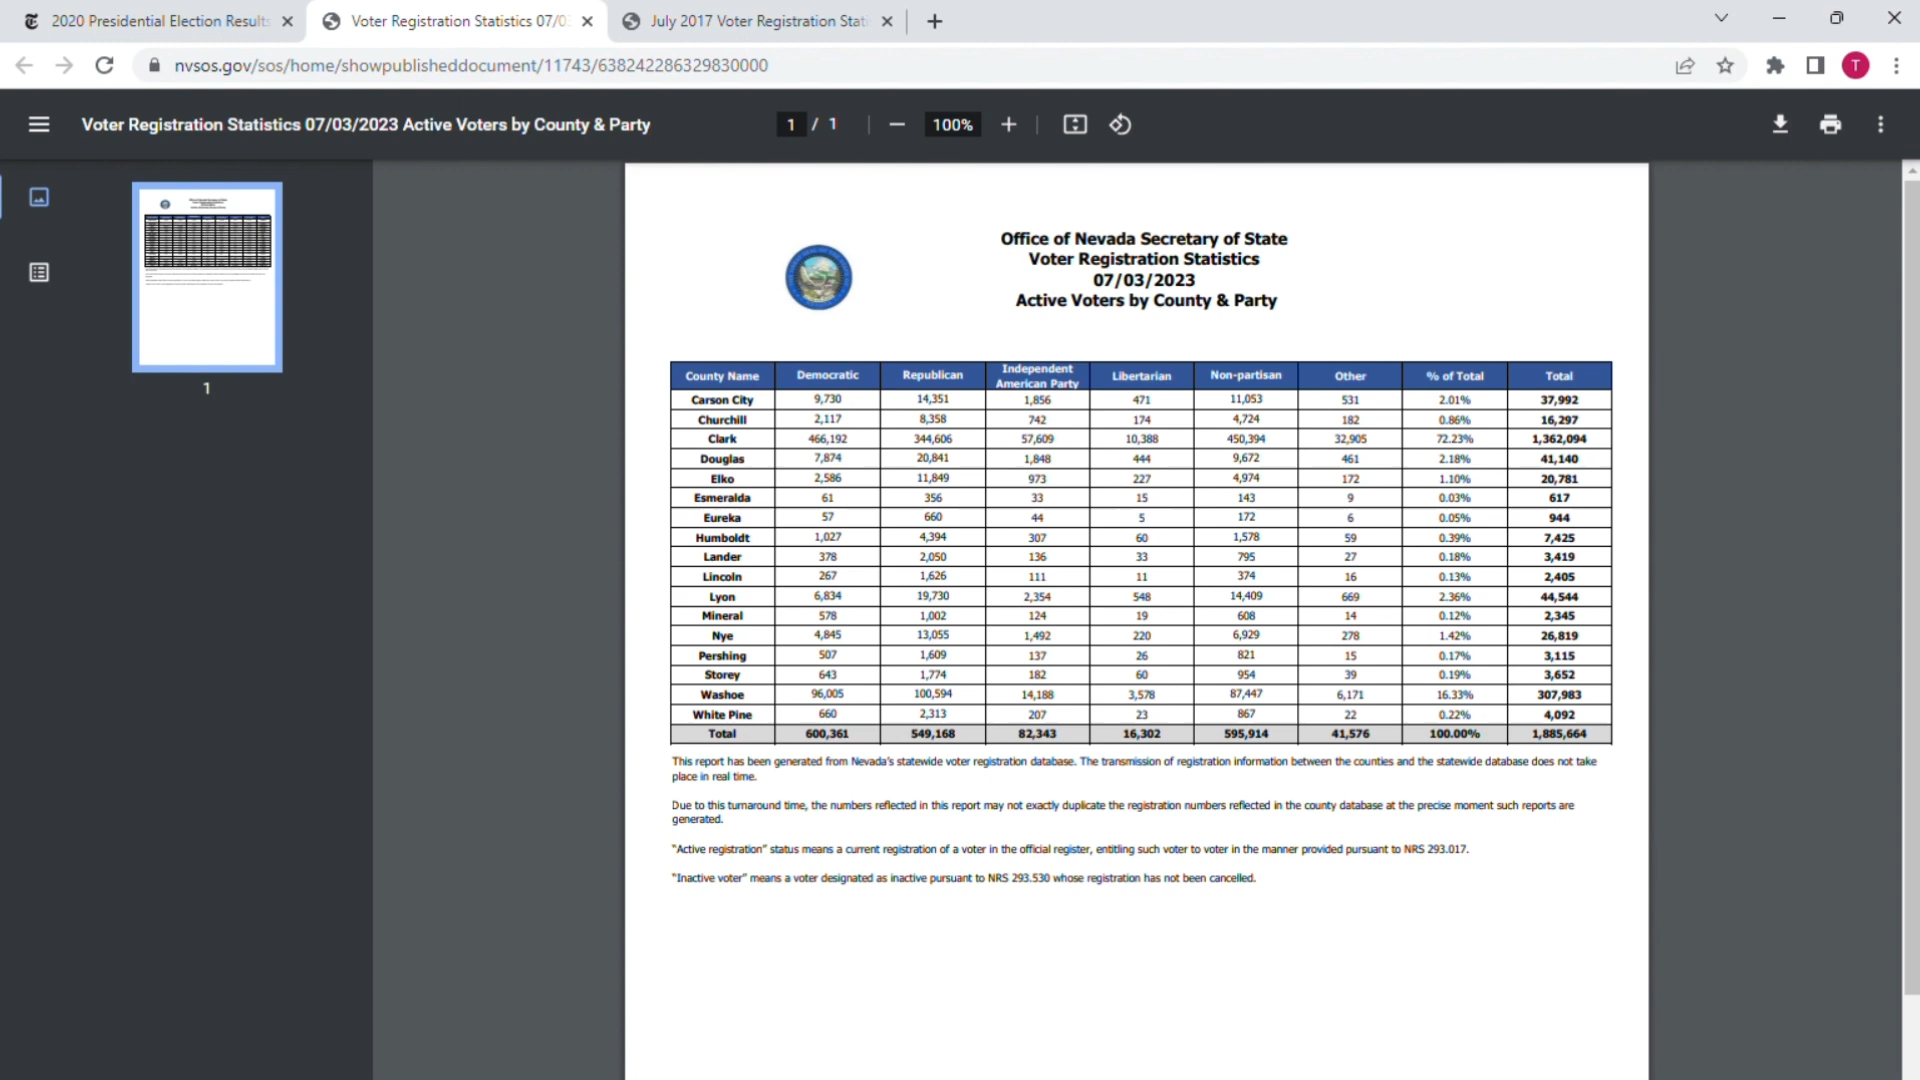 2020 Presidential Election Results
Voter Registration Statistics 07/0
July 2017 Voter Registration Stati
nvsos.gov/sos/home/showpublisheddocument/11743/638242286329830000
T
Voter Registration Statistics 07/03/2023 Active Voters by County & Party
1 / 1
100%
1
Office of Nevada Secretary of State
Voter Registration Statistics
07/03/2023
Active Voters by County & Party
County Name Democratic Republican Independent American Party Libertarian Non-partisan Other % of Total Total
Carson City 9,730 14,351 1,856 471 11,053 531 2.01% 37,992
Churchill 2,117 8,358 742 174 4,724 182 0.86% 16,297
Clark 466,192 344,606 57,609 10,388 450,394 32,905 72.23% 1,362,094
Douglas 7,874 20,841 1,848 444 9,672 461 2.18% 41,140
Elko 2,586 11,849 973 227 4,974 172 1.10% 20,781
Esmeralda 61 356 33 15 143 9 0.03% 617
Eureka 57 660 44 5 172 6 0.05% 944
Humboldt 1,027 4,394 307 60 1,578 59 0.39% 7,425
Lander 378 2,050 136 33 795 27 0.18% 3,419
Lincoln 267 1,626 111 11 374 16 0.13% 2,405
Lyon 6,834 19,730 2,354 548 14,409 669 2.36% 44,544
Mineral 578 1,002 124 19 608 14 0.12% 2,345
Nye 4,845 13,055 1,492 220 6,929 278 1.42% 26,819
Pershing 507 1,609 137 26 821 15 0.17% 3,115
Storey 643 1,774 182 60 954 39 0.19% 3,652
Washoe 96,005 100,594 14,188 3,578 87,447 6,171 16.33% 307,983
White Pine 660 2,313 207 23 867 22 0.22% 4,092
Total 600,361 549,168 82,343 16,302 595,914 41,576 100.00% 1,885,664
This report has been generated from Nevada's statewide voter registration database. The transmission of registration information between the counties and the statewide database does not take
place in real time.
Due to this turnaround time, the numbers reflected in this report may not exactly duplicate the registration numbers reflected in the county database at the precise moment such reports are
generated.
"Active registration" status means a current registration of a voter in the official register, entitling such voter to voter in the manner provided pursuant to NRS 293.017.
"Inactive voter" means a voter designated as inactive pursuant to NRS 293.530 whose registration has not been cancelled.